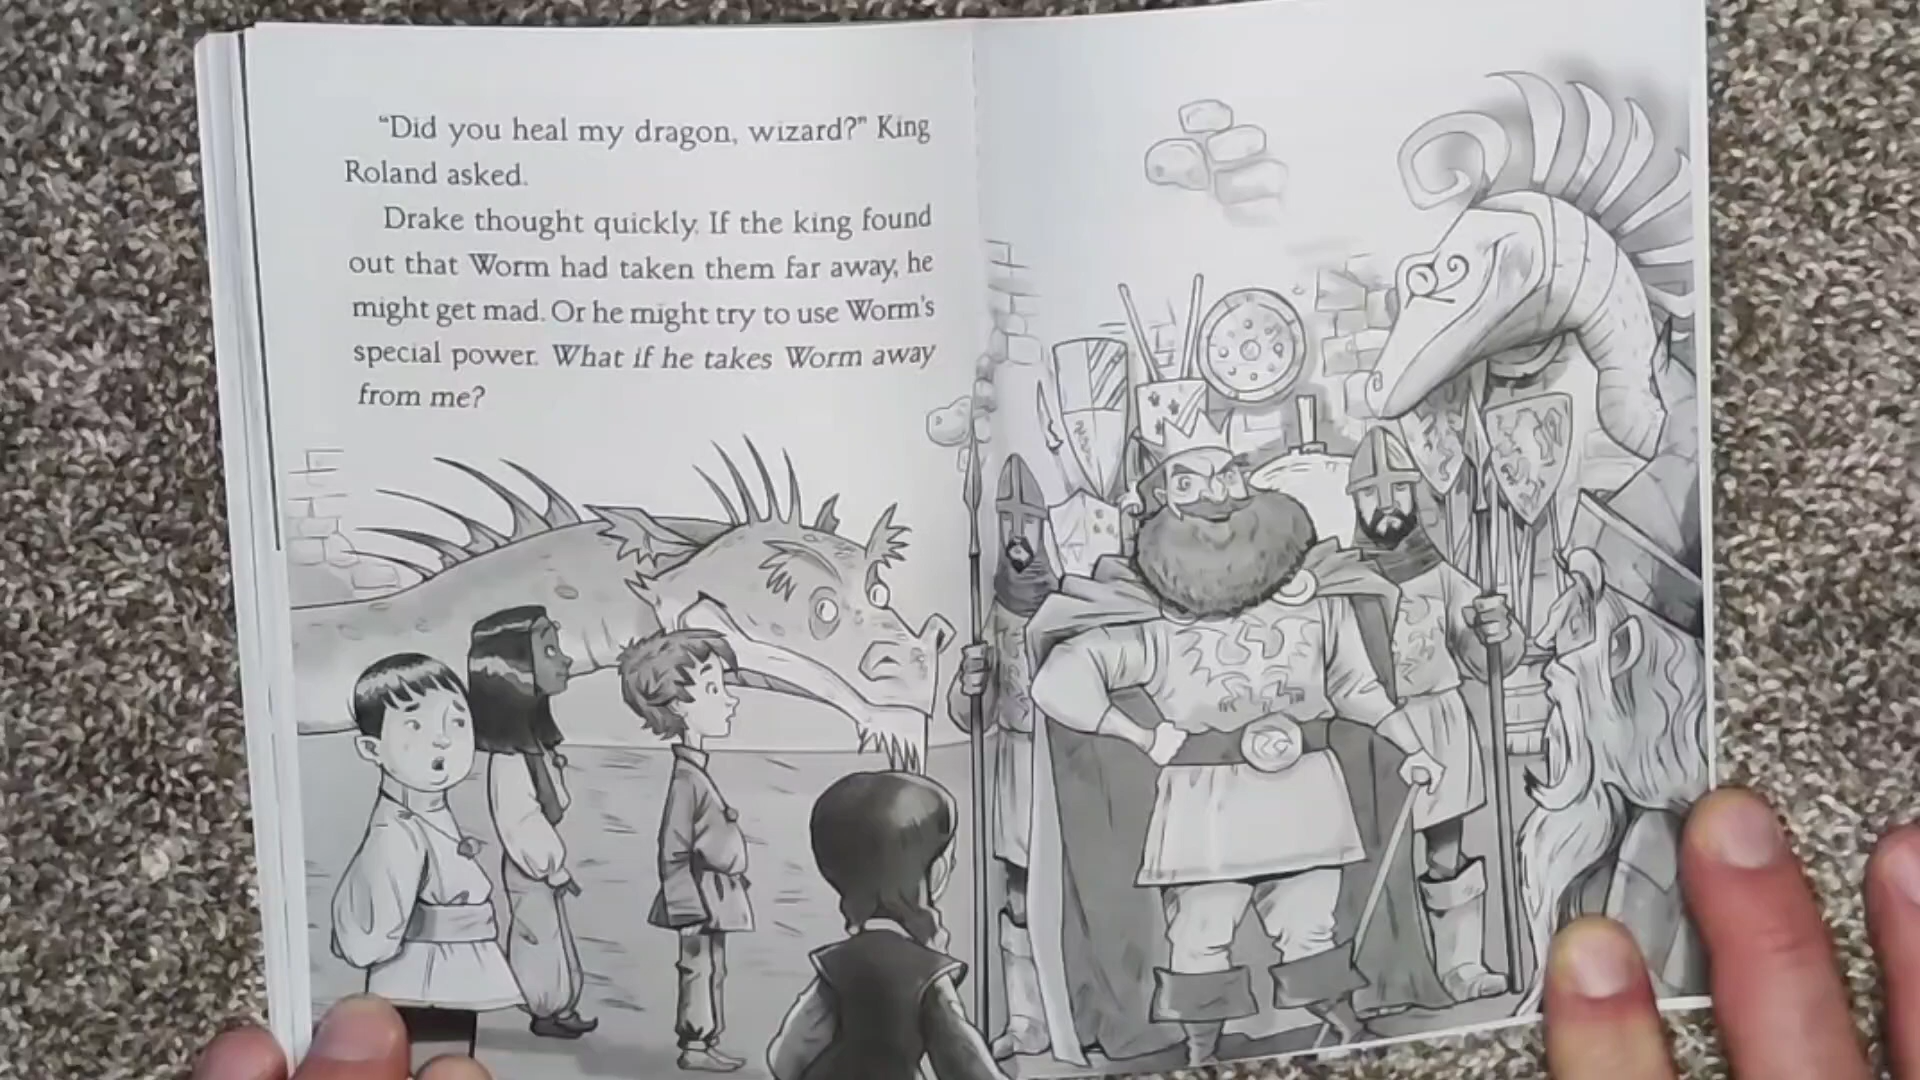 “Did you heal my dragon, wizard?” King
Roland asked.
Drake thought quickly. If the king found
out that Worm had taken them far away, he
might get mad. Or he might try to use Worm's
special power. What if he takes Worm away
from me?